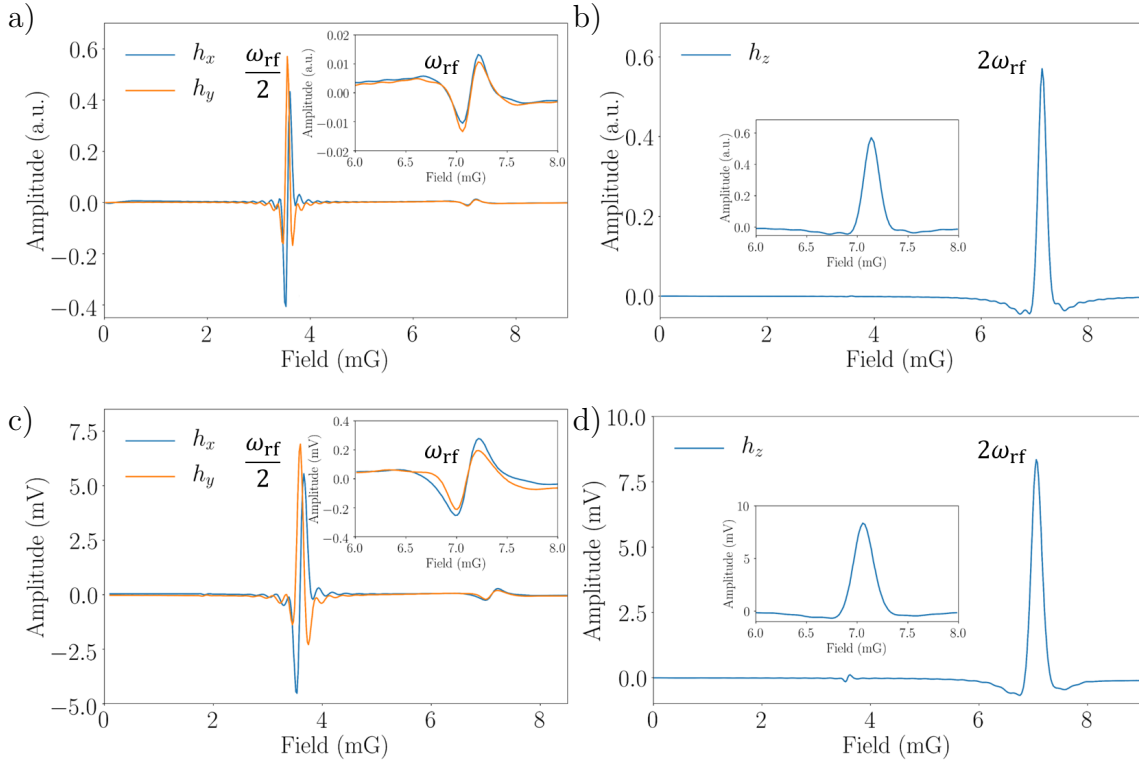 a)
h_x
h_y
ω_rf
2
ω_rf
Amplitude (a.u.)
0.6
0.4
0.2
0.0
−0.2
−0.4
0
2
4
6
8
Field (mG)
Amplitude (a.u.)
0.02
0.01
0.00
−0.01
−0.02
6.0
6.5
7.0
7.5
8.0
Field (mG)
b)
h_z
2ω_rf
Amplitude (a.u.)
0.6
0.4
0.2
0.0
0
2
4
6
8
Field (mG)
Amplitude (a.u.)
0.6
0.4
0.2
0.0
6.0
6.5
7.0
7.5
8.0
Field (mG)
c)
h_x
h_y
ω_rf
2
ω_rf
Amplitude (mV)
7.5
5.0
2.5
0.0
−2.5
−5.0
0
2
4
6
8
Field (mG)
Amplitude (mV)
0.4
0.2
0.0
−0.2
−0.4
6.0
6.5
7.0
7.5
8.0
Field (mG)
d)
h_z
2ω_rf
Amplitude (mV)
10.0
7.5
5.0
2.5
0.0
0
2
4
6
8
Field (mG)
Amplitude (mV)
10
5
0
6.0
6.5
7.0
7.5
8.0
Field (mG)